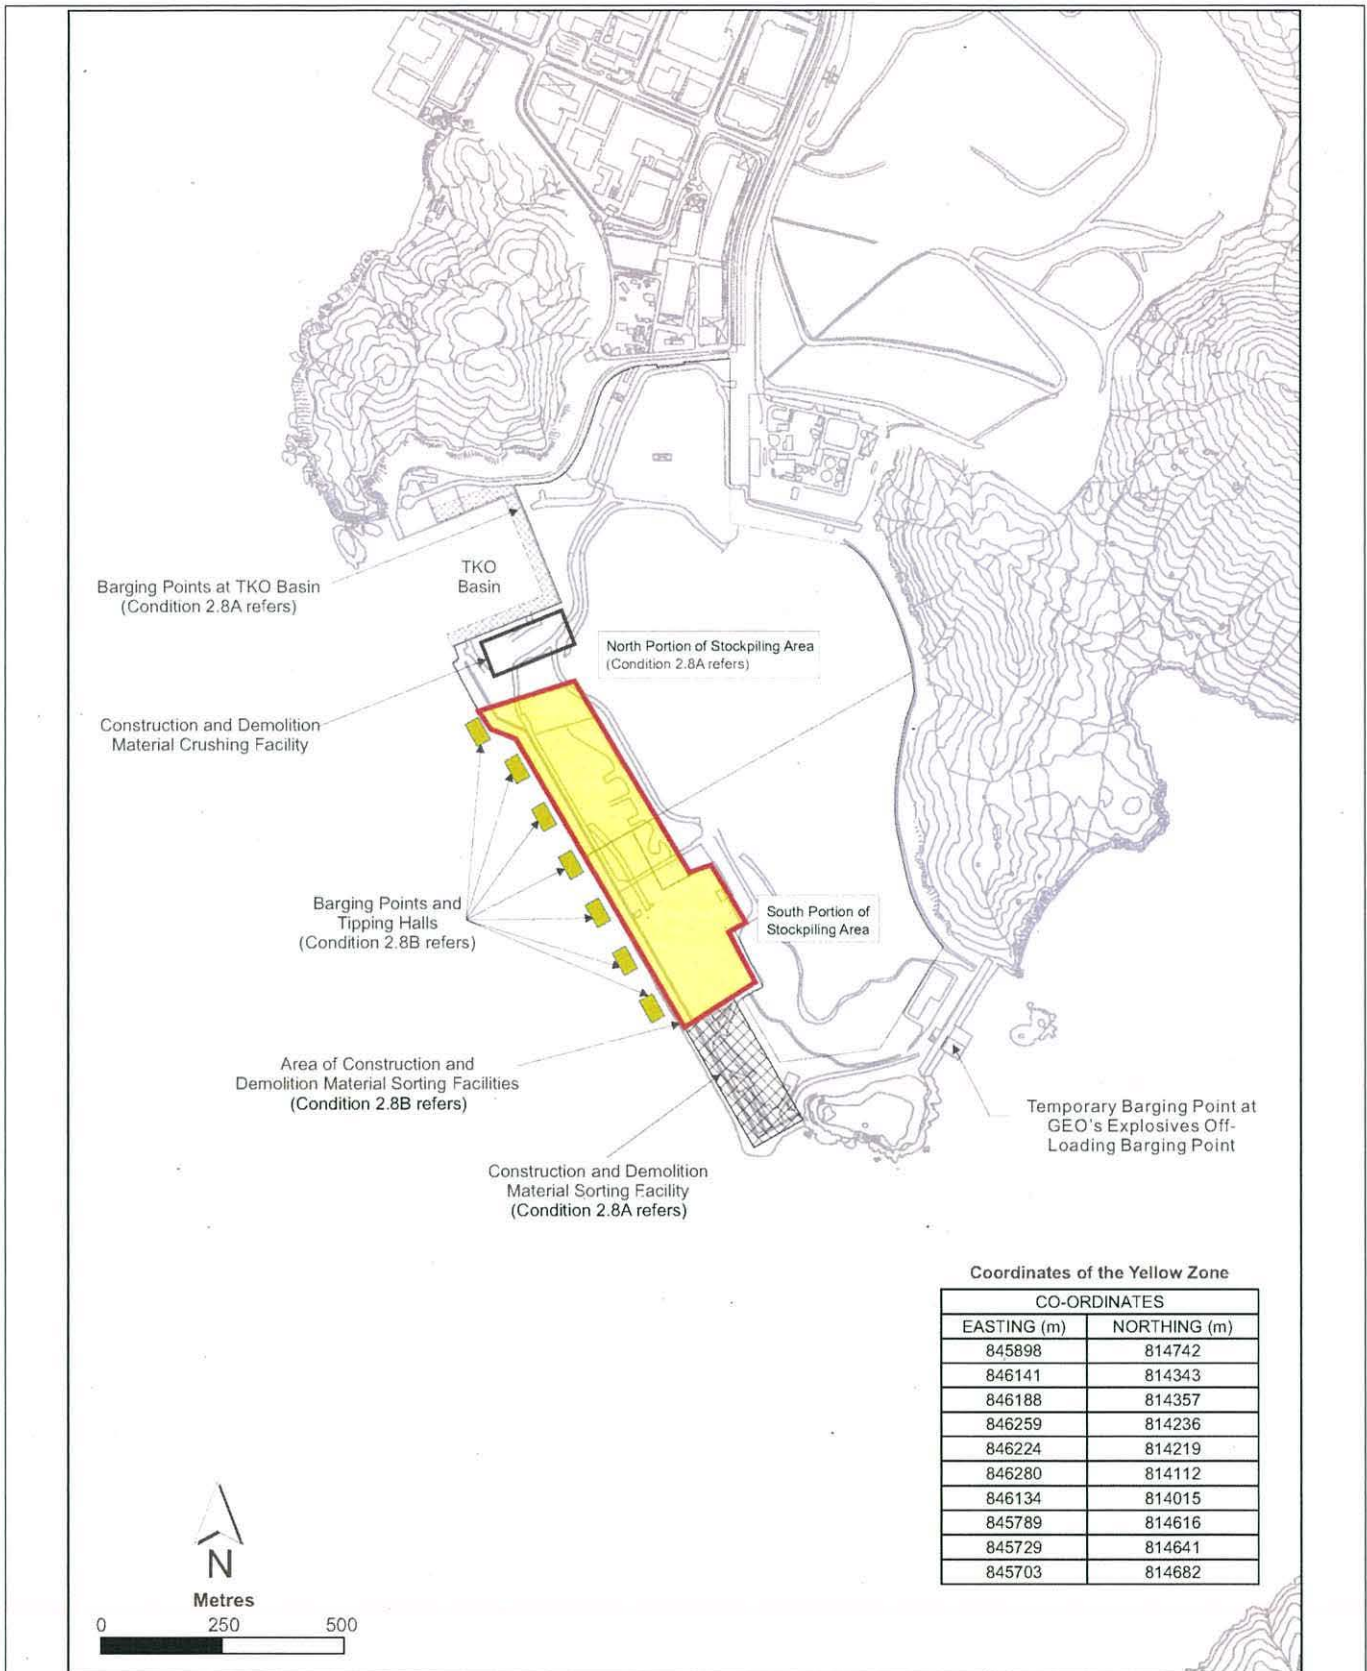 TKO
Basin
Barging Points at TKO Basin
(Condition 2.8A refers)
North Portion of Stockpiling Area
(Condition 2.8A refers)
Construction and Demolition
Material Crushing Facility
Barging Points and
Tipping Halls
(Condition 2.8B refers)
South Portion of
Stockpiling Area
Area of Construction and
Demolition Material Sorting Facilities
(Condition 2.8B refers)
Temporary Barging Point at
GEO's Explosives Off-
Loading Barging Point
Construction and Demolition
Material Sorting Facility
(Condition 2.8A refers)
Coordinates of the Yellow Zone
CO-ORDINATES
EASTING (m) NORTHING (m)
845898 814742
846141 814343
846188 814357
846259 814236
846224 814219
846280 814112
846134 814015
845789 814616
845729 814641
845703 814682
N
Metres
0 250 500